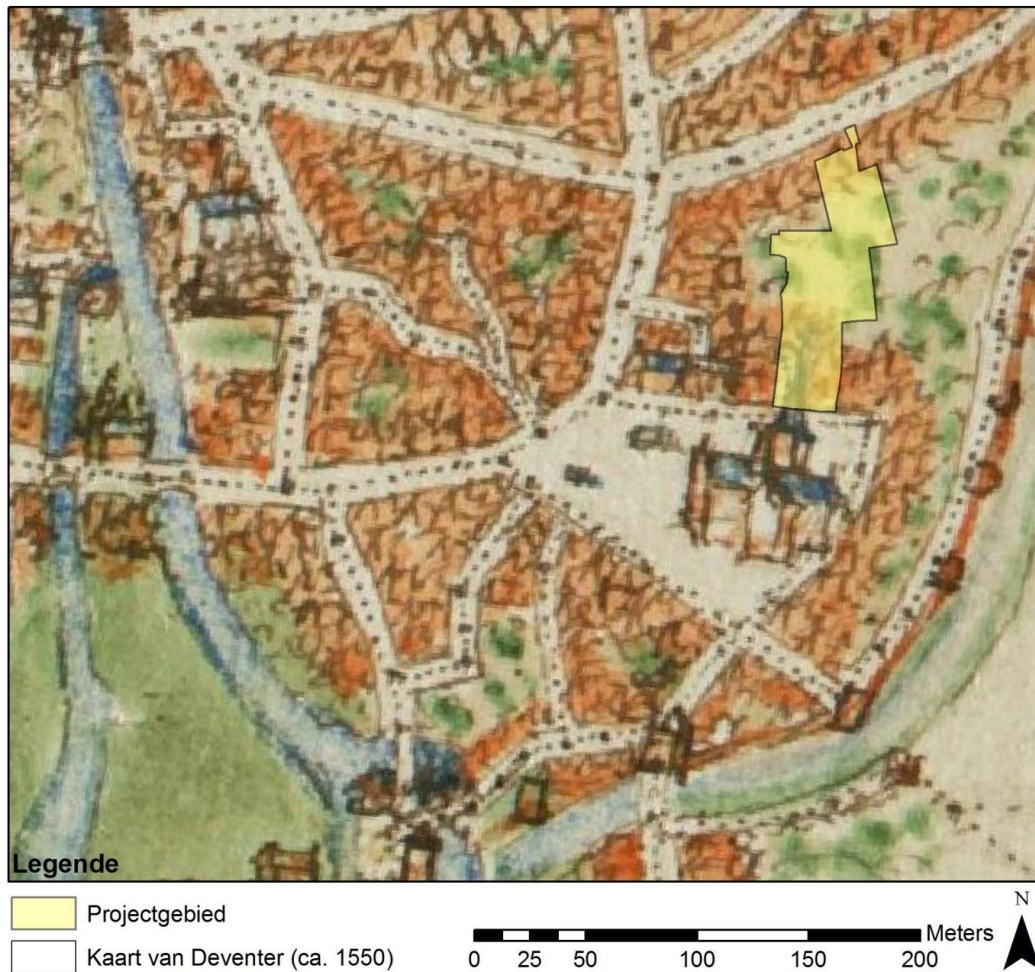 Legende
Projectgebied
Kaart van Deventer (ca. 1550)
Meters
0 25 50 100 150 200
N